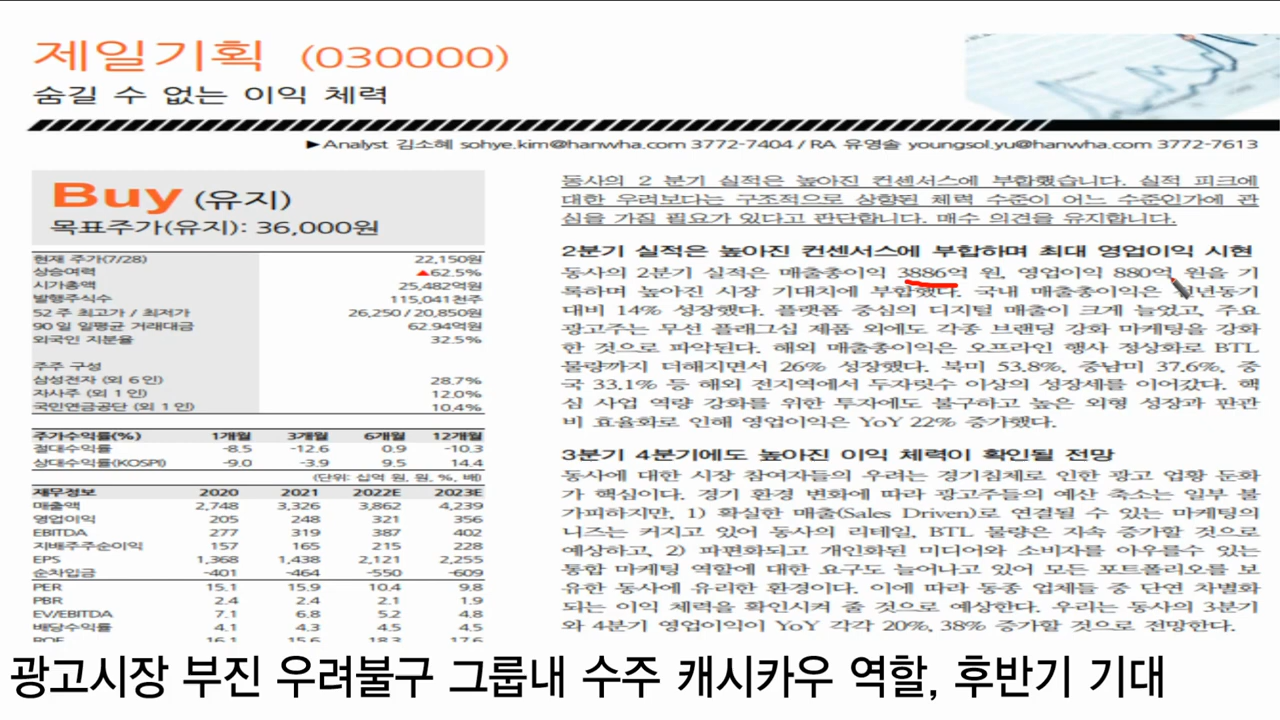 제일기획 (030000)
숨길 수 없는 이익 체력
▶Analyst 김소혜 sohye.kim@hanwha.com 3772-7404 / RA 유영솔 youngsol.yu@hanwha.com 3772-7613
Buy (유지)
목표주가(유지): 36,000원
현재 주가(7/28) 22,150원
상승여력 ▲62.5%
시가총액 25,482억원
발행주식수 115,041천주
52 주 최고가 / 최저가 26,250 / 20,850원
90 일 일평균 거래대금 62.94억원
외국인 지분율 32.5%
주주 구성
삼성전자 (외 6 인) 28.7%
자사주 (외 1 인) 12.0%
국민연금공단 (외 1 인) 10.4%
주가수익률(%) 1개월 3개월 6개월 12개월
절대수익률 -8.5 -12.6 0.9 -10.3
상대수익률(KOSPI) -9.0 -3.9 9.5 14.4
(단위: 십억 원, 원, %, 배)
재무정보 2020 2021 2022E 2023E
매출액 2,748 3,326 3,862 4,239
영업이익 205 248 321 356
EBITDA 277 319 387 402
지배주주순이익 157 165 215 228
EPS 1,368 1,438 2,121 2,255
순차입금 -401 -464 -550 -609
PER 15.1 15.9 10.4 9.8
PBR 2.4 2.4 2.1 1.9
EV/EBITDA 7.1 6.8 5.2 4.8
배당수익률 4.1 4.3 4.5 4.5
ROE 16.1 15.6 18.3 17.6
동사의 2 분기 실적은 높아진 컨센서스에 부합했습니다. 실적 피크에
대한 우려보다는 구조적으로 상향된 체력 수준이 어느 수준인가에 관
심을 가질 필요가 있다고 판단합니다. 매수 의견을 유지합니다.
2분기 실적은 높아진 컨센서스에 부합하며 최대 영업이익 시현
동사의 2분기 실적은 매출총이익 3886억 원, 영업이익 880억 원을 기
록하며 높아진 시장 기대치에 부합했다. 국내 매출총이익은 전년동기
대비 14% 성장했다. 플랫폼 중심의 디지털 매출이 크게 늘었고, 주요
광고주는 무선 플래그십 제품 외에도 각종 브랜딩 강화 마케팅을 강화
한 것으로 파악된다. 해외 매출총이익은 오프라인 행사 정상화로 BTL
물량까지 더해지면서 26% 성장했다. 북미 53.8%, 중남미 37.6%, 중
국 33.1% 등 해외 전지역에서 두자릿수 이상의 성장세를 이어갔다. 핵
심 사업 역량 강화를 위한 투자에도 불구하고 높은 외형 성장과 판관
비 효율화로 인해 영업이익은 YoY 22% 증가했다.
3분기 4분기에도 높아진 이익 체력이 확인될 전망
동사에 대한 시장 참여자들의 우려는 경기침체로 인한 광고 업황 둔화
가 핵심이다. 경기 환경 변화에 따라 광고주들의 예산 축소는 일부 불
가피하지만, 1) 확실한 매출(Sales Driven)로 연결될 수 있는 마케팅의
니즈는 커지고 있어 동사의 리테일, BTL 물량은 지속 증가할 것으로
예상하고, 2) 파편화되고 개인화된 미디어와 소비자를 아우를수 있는
통합 마케팅 역할에 대한 요구도 늘어나고 있어 모든 포트폴리오를 보
유한 동사에 유리한 환경이다. 이에 따라 동종 업체들 중 단연 차별화
되는 이익 체력을 확인시켜 줄 것으로 예상한다. 우리는 동사의 3분기
와 4분기 영업이익이 YoY 각각 20%, 38% 증가할 것으로 전망한다.
광고시장 부진 우려불구 그룹내 수주 캐시카우 역할, 후반기 기대